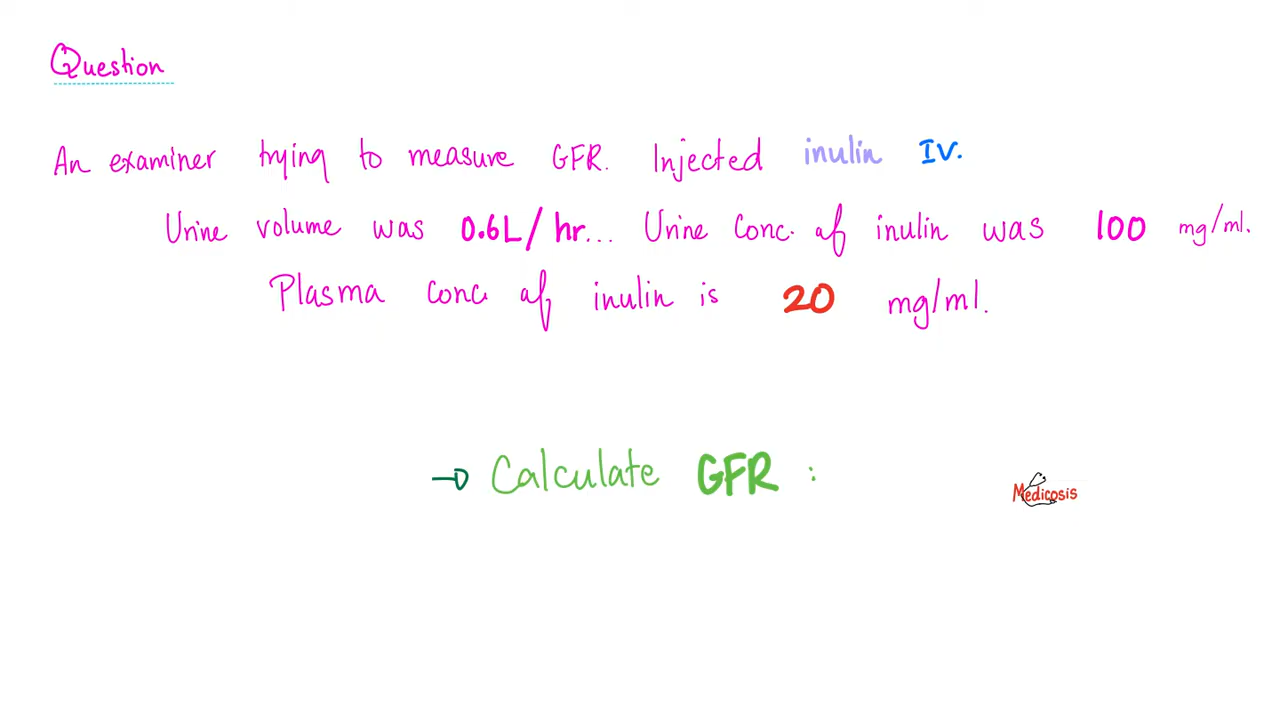 Question
An examiner trying to measure GFR. Injected inulin IV.
Urine volume was 0.6L/hr... Urine Conc. of inulin was 100 mg/ml.
Plasma conc of inulin is 20 mg/ml.
→ Calculate GFR :
Medicosis